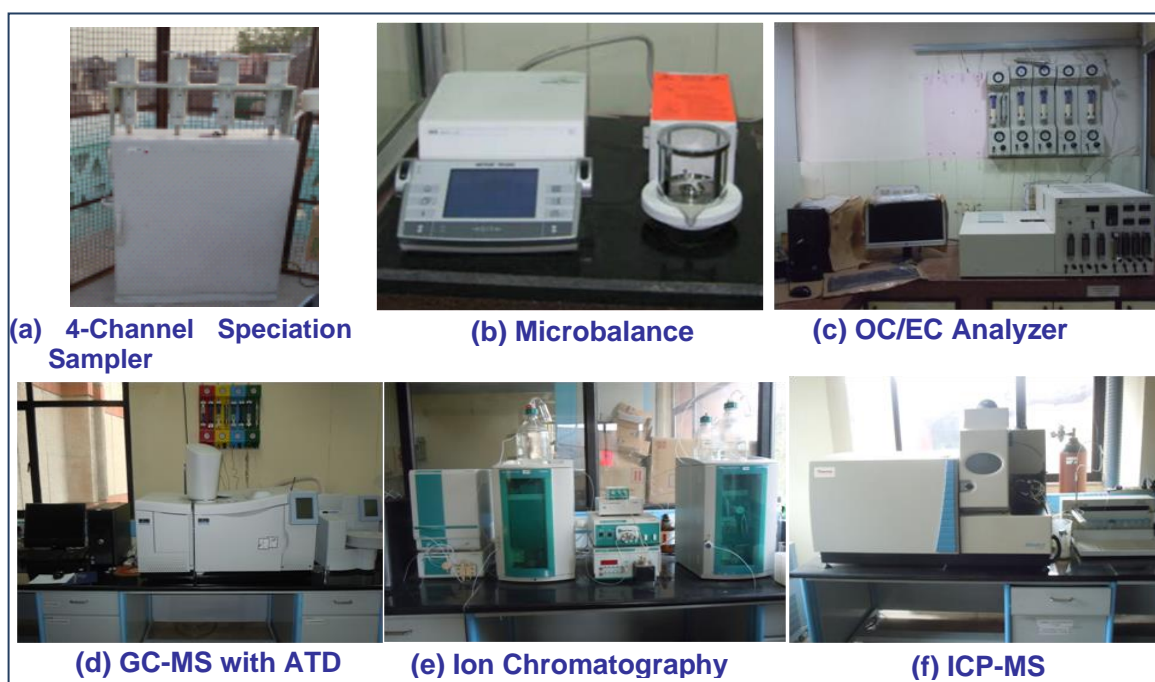 (a) 4-Channel Speciation
Sampler
(b) Microbalance
(c) OC/EC Analyzer
(d) GC-MS with ATD
(e) Ion Chromatography
(f) ICP-MS